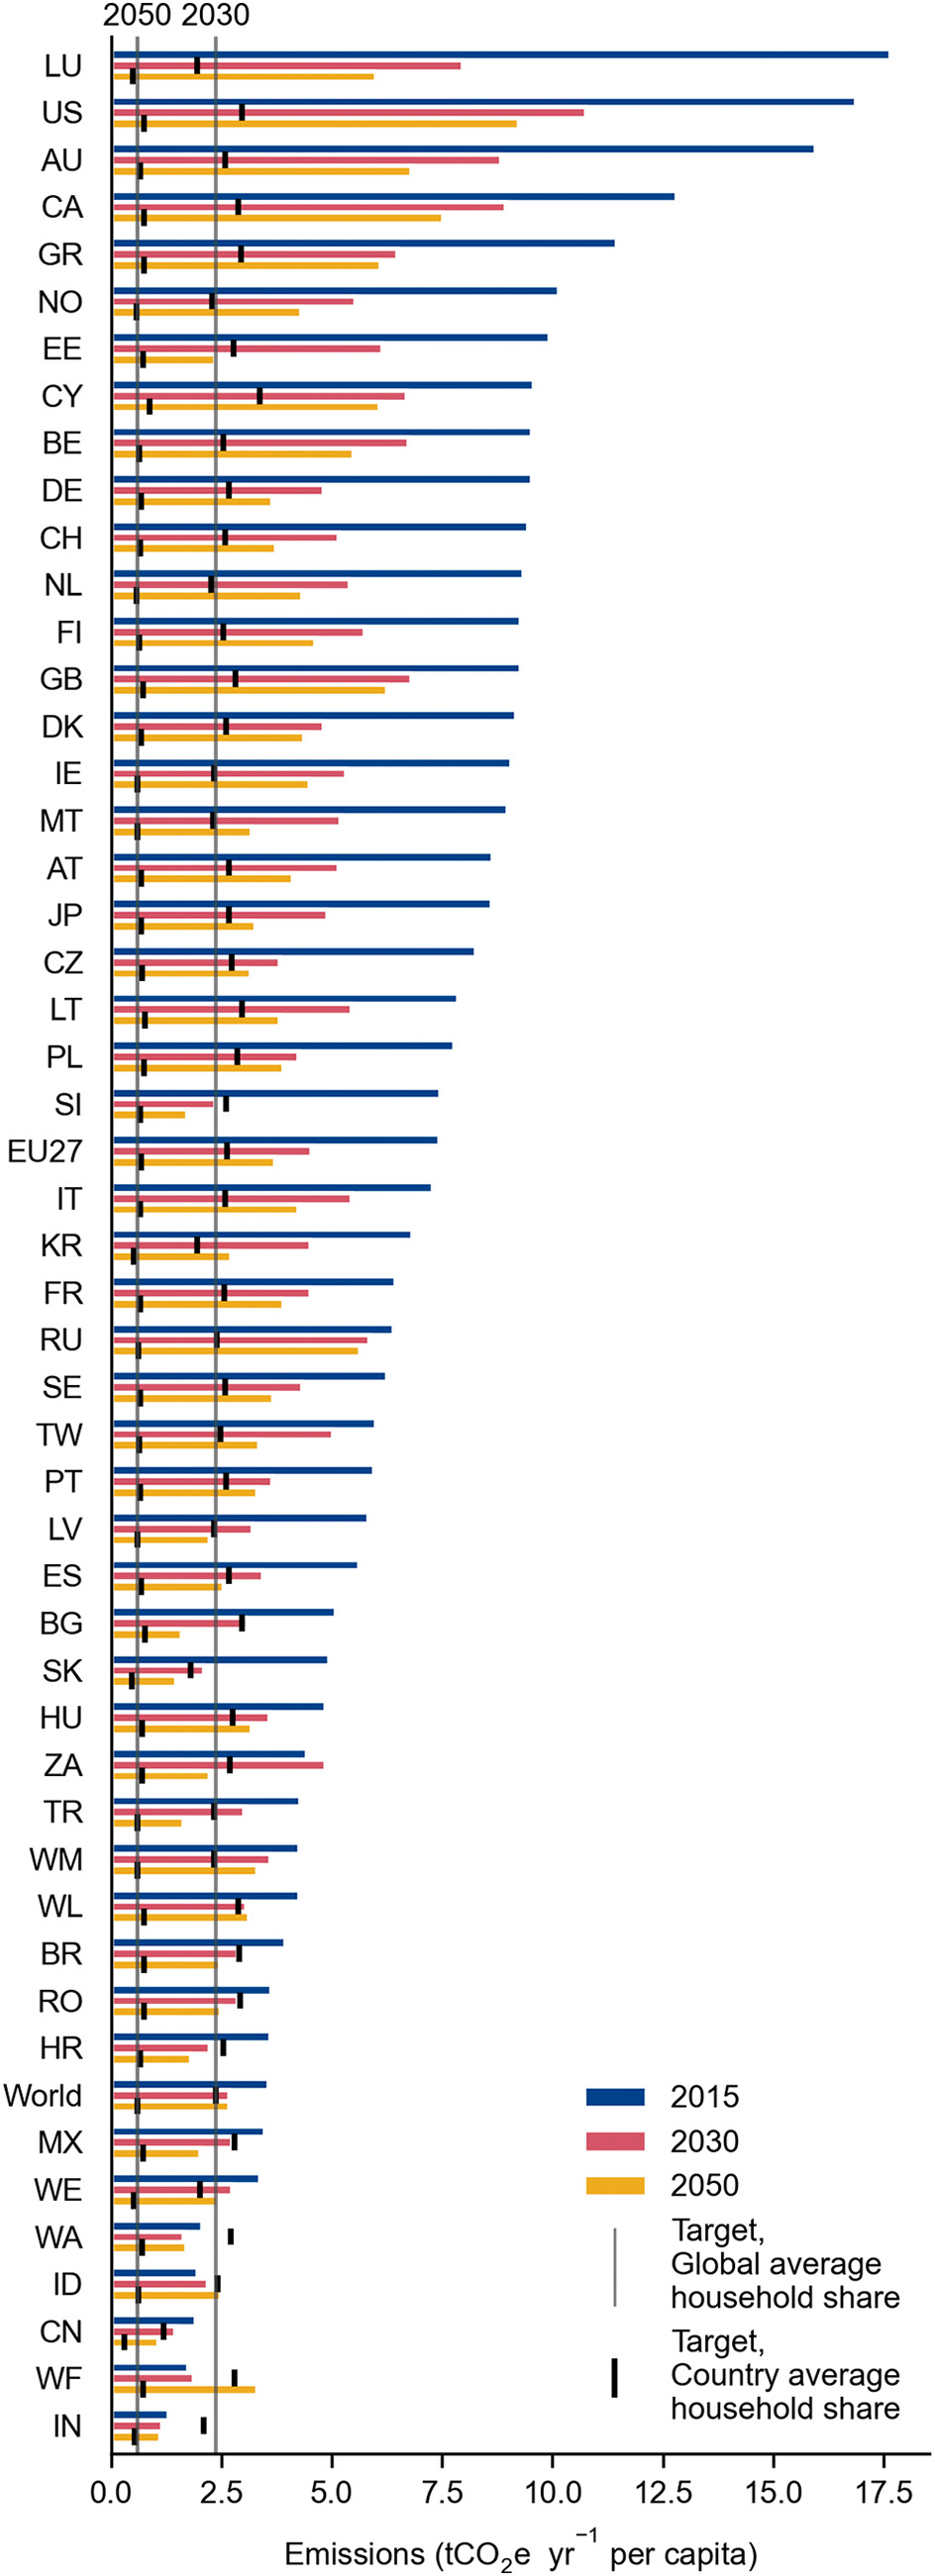 2050 2030
LU
US
AU
CA
GR
NO
EE
CY
BE
DE
CH
NL
FI
GB
DK
IE
MT
AT
JP
CZ
LT
PL
SI
EU27
IT
KR
FR
RU
SE
TW
PT
LV
ES
BG
SK
HU
ZA
TR
WM
WL
BR
RO
HR
World
MX
WE
WA
ID
CN
WF
IN
2015
2030
2050
Target,
Global average
household share
Target,
Country average
household share
0.0 2.5 5.0 7.5 10.0 12.5 15.0 17.5
Emissions (tCO₂e yr⁻¹ per capita)